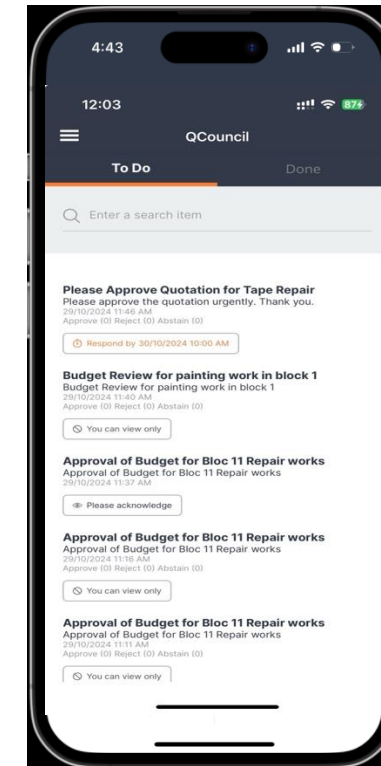 4:43
12:03
87
QCouncil
To Do
Done
Enter a search item
Please Approve Quotation for Tape Repair
Please approve the quotation urgently. Thank you.
29/10/2024 11:46 AM
Approve (0) Reject (0) Abstain (0)
Respond by 30/10/2024 10:00 AM
Budget Review for painting work in block 1
Budget Review for painting work in block 1
29/10/2024 11:40 AM
Approve (0) Reject (0) Abstain (0)
You can view only
Approval of Budget for Bloc 11 Repair works
Approval of Budget for Bloc 11 Repair works
29/10/2024 11:37 AM
Please acknowledge
Approval of Budget for Bloc 11 Repair works
Approval of Budget for Bloc 11 Repair works
29/10/2024 11:16 AM
Approve (0) Reject (0) Abstain (0)
You can view only
Approval of Budget for Bloc 11 Repair works
Approval of Budget for Bloc 11 Repair works
29/10/2024 11:11 AM
Approve (0) Reject (0) Abstain (0)
You can view only